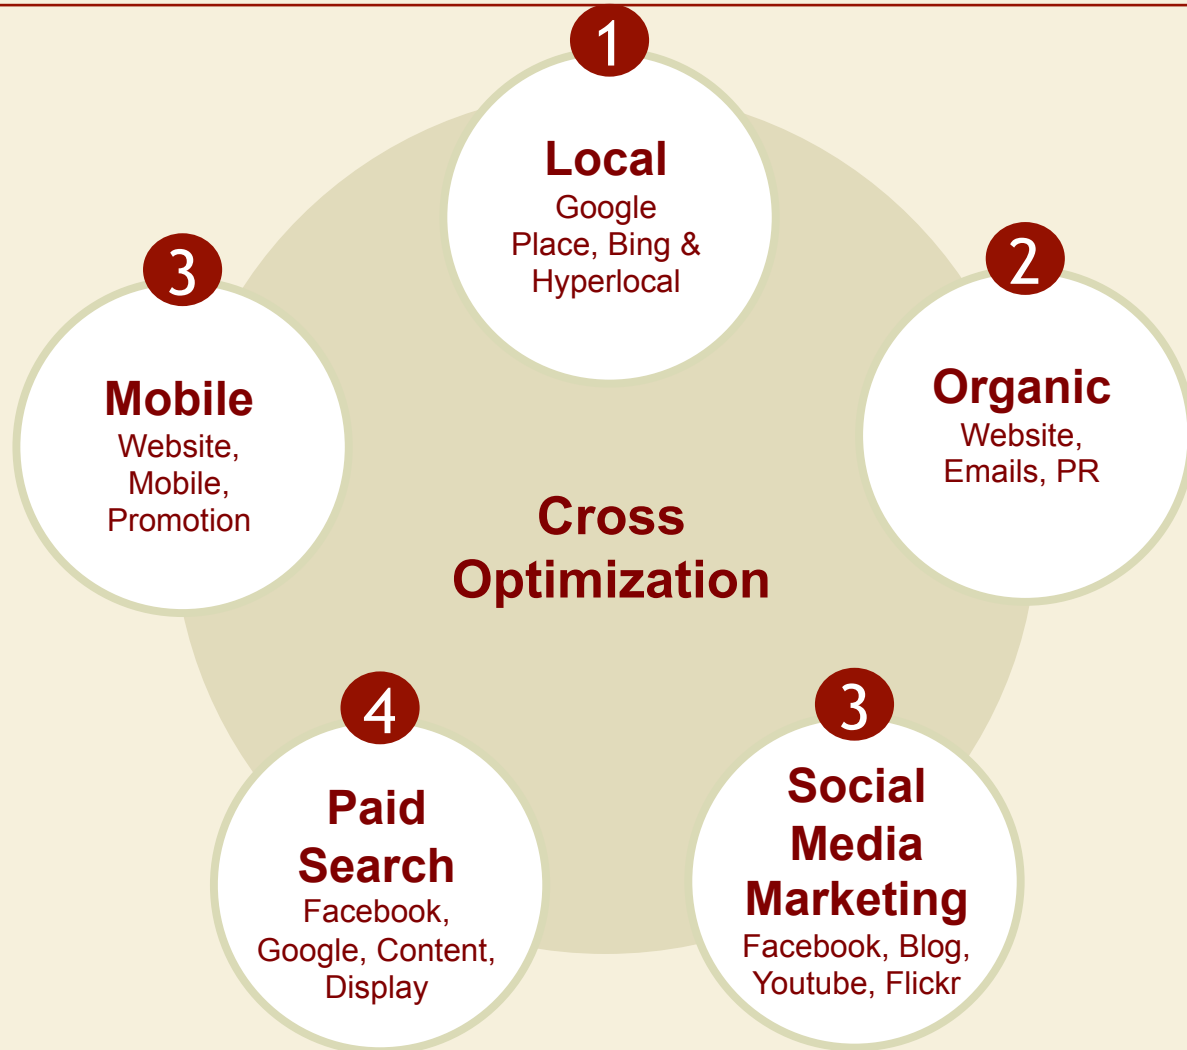 1
Local
Google
Place, Bing &
Hyperlocal
2
Organic
Website,
Emails, PR
3
Social
Media
Marketing
Facebook, Blog,
Youtube, Flickr
4
Paid
Search
Facebook,
Google, Content,
Display
3
Mobile
Website,
Mobile,
Promotion
Cross
Optimization